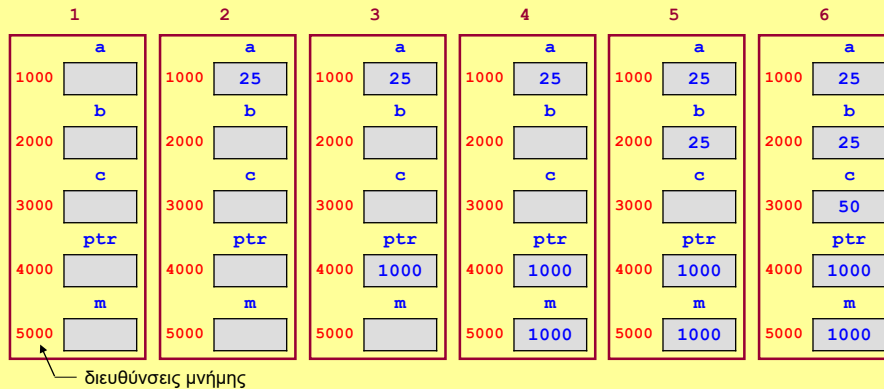 1 2 3 4 5 6
a a a a a a
1000 1000 25 1000 25 1000 25 1000 25 1000 25
b b b b b b
2000 2000 2000 2000 2000 25 2000 25
c c c c c c
3000 3000 3000 3000 3000 3000 50
ptr ptr ptr ptr ptr ptr
4000 4000 4000 1000 4000 1000 4000 1000 4000 1000
m m m m m m
5000 5000 5000 5000 1000 5000 1000 5000 1000
διευθύνσεις μνήμης